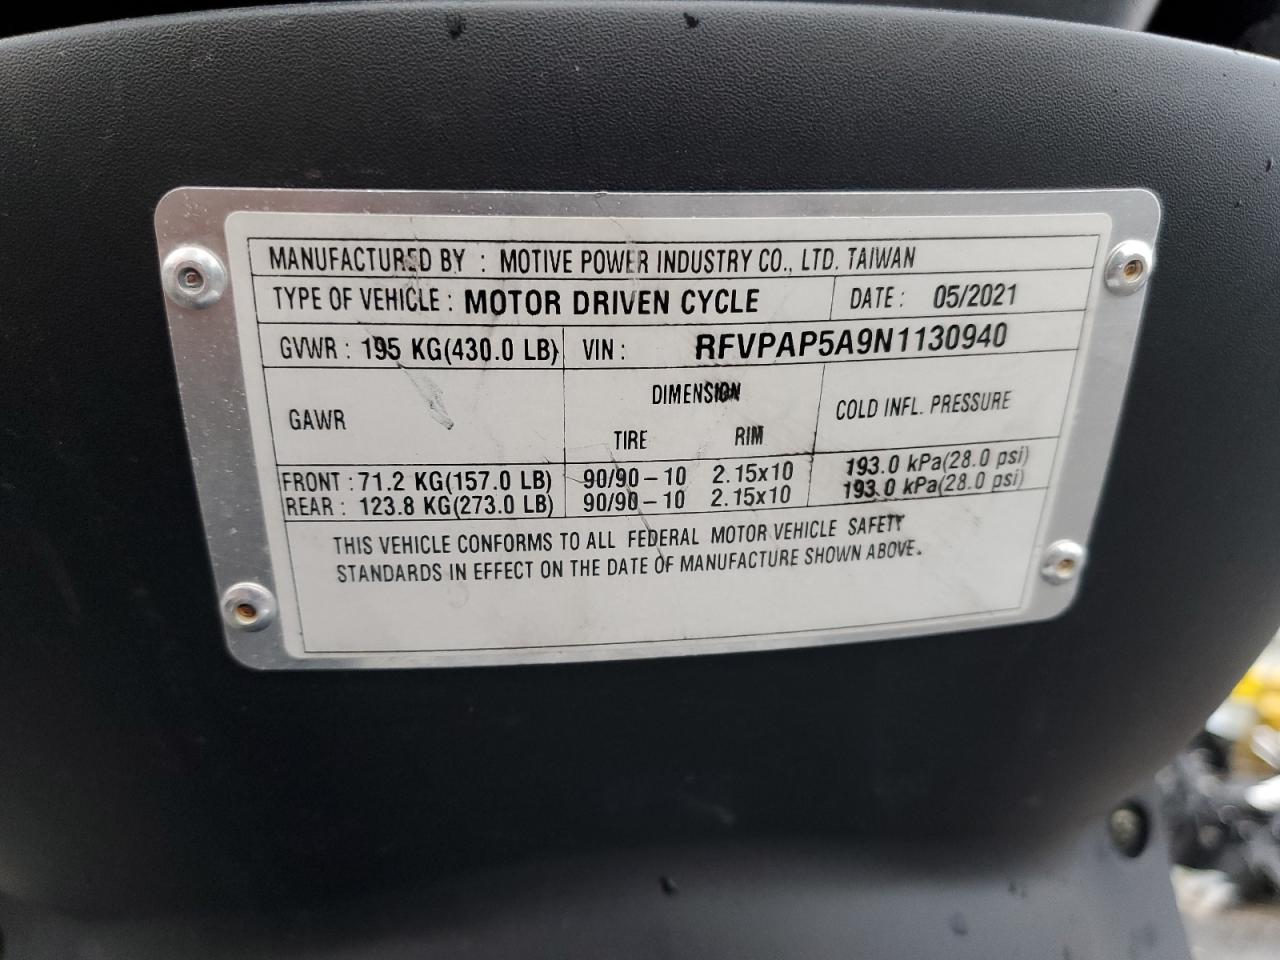 MANUFACTURED BY : MOTIVE POWER INDUSTRY CO., LTD. TAIWAN
TYPE OF VEHICLE : MOTOR DRIVEN CYCLE DATE : 05/2021
GVWR : 195 KG(430.0 LB) VIN : RFVPAP5A9N1130940
GAWR DIMENSION COLD INFL. PRESSURE
TIRE RIM
FRONT : 71.2 KG(157.0 LB) 90/90 – 10 2.15x10 193.0 kPa(28.0 psi)
REAR : 123.8 KG(273.0 LB) 90/90 – 10 2.15x10 193.0 kPa(28.0 psi)
THIS VEHICLE CONFORMS TO ALL FEDERAL MOTOR VEHICLE SAFETY
STANDARDS IN EFFECT ON THE DATE OF MANUFACTURE SHOWN ABOVE.